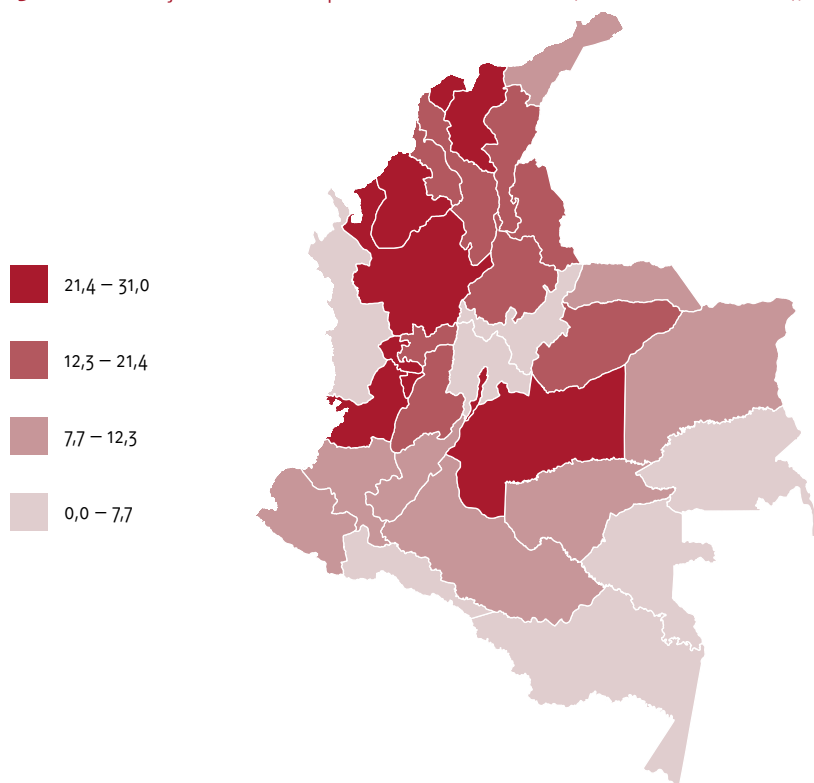 21,4 – 31,0
12,3 – 21,4
7,7 – 12,3
0,0 – 7,7